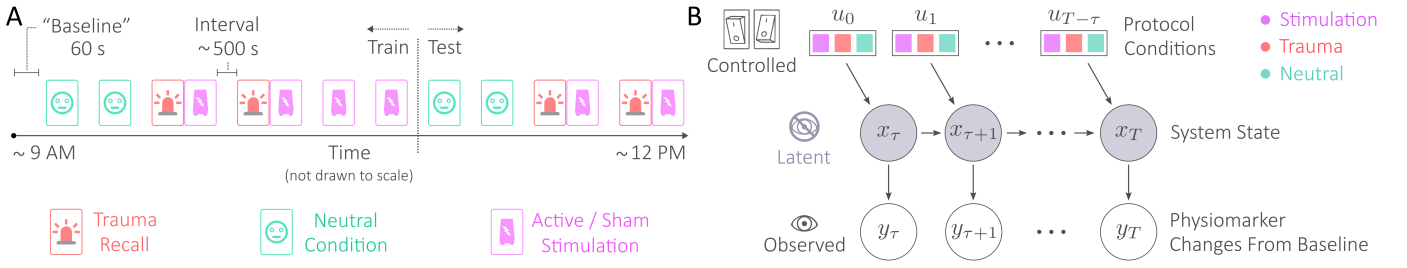 A
“Baseline”
60 s
Interval
~ 500 s
Train
Test
~ 9 AM
Time
(not drawn to scale)
~ 12 PM
Trauma
Recall
Neutral
Condition
Active / Sham
Stimulation
B
Controlled
u0
u1
uT−τ
Protocol
Conditions
Stimulation
Trauma
Neutral
Latent
xτ
xτ+1
xT
System State
Observed
yτ
yτ+1
yT
Physiomarker
Changes From Baseline